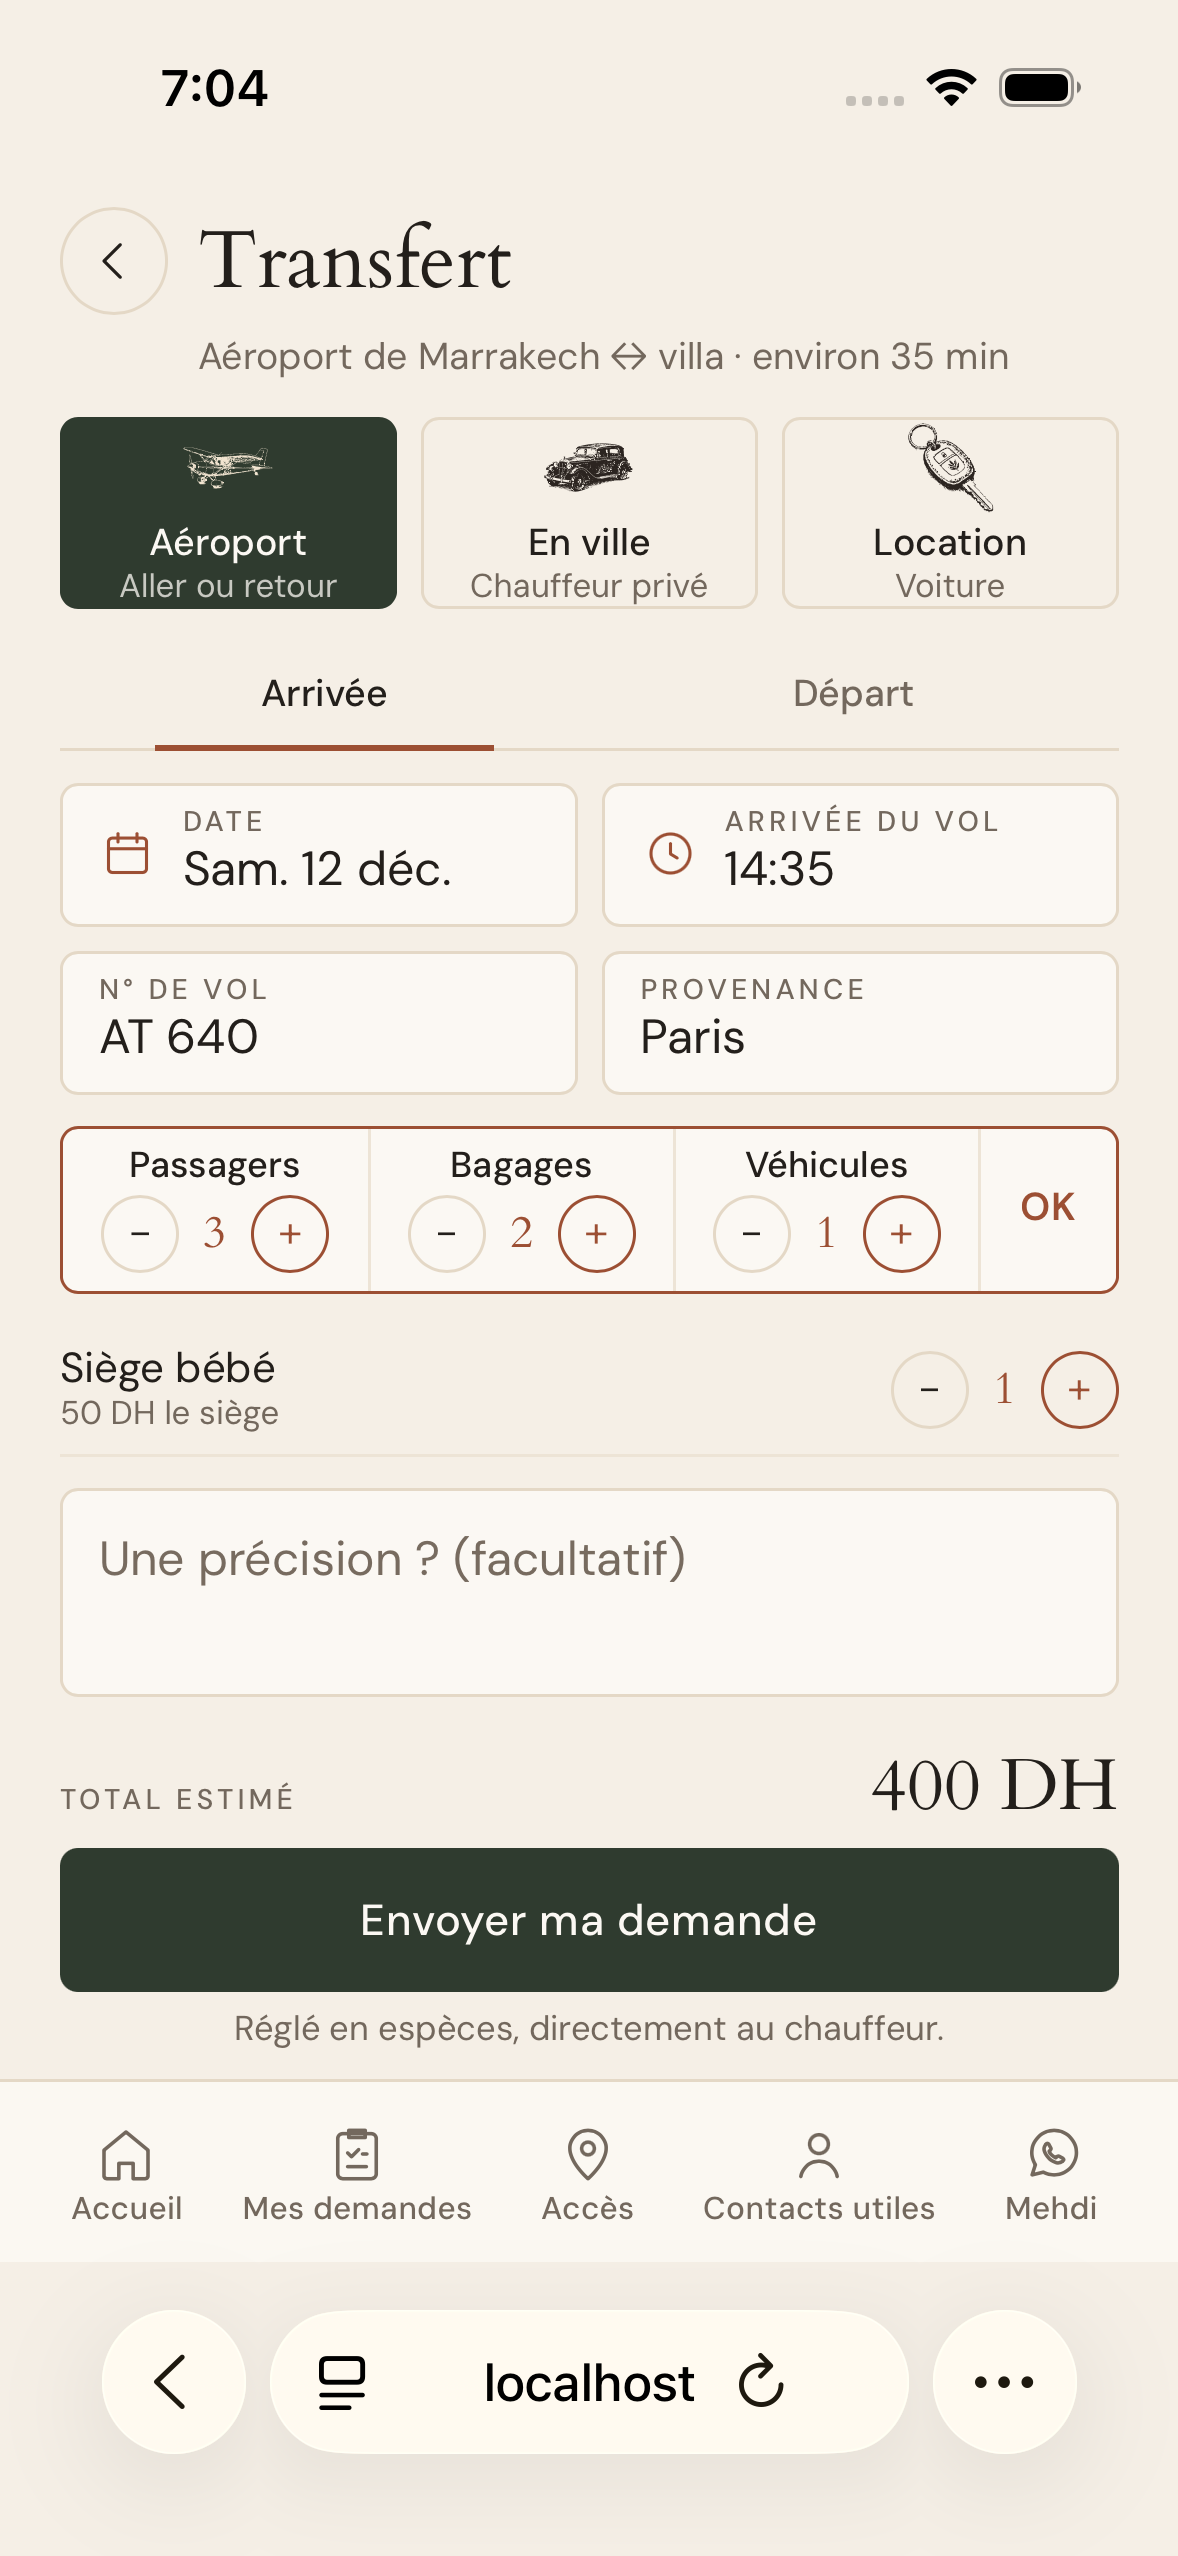 7:04
Transfert
Aéroport de Marrakech ↔ villa · environ 35 min
Aéroport
Aller ou retour
En ville
Chauffeur privé
Location
Voiture
Arrivée
Départ
DATE
Sam. 12 déc.
ARRIVÉE DU VOL
14:35
N° DE VOL
AT 640
PROVENANCE
Paris
Passagers
− 3 +
Bagages
− 2 +
Véhicules
− 1 +
OK
Siège bébé
50 DH le siège
− 1 +
Une précision ? (facultatif)
TOTAL ESTIMÉ
400 DH
Envoyer ma demande
Réglé en espèces, directement au chauffeur.
Accueil
Mes demandes
Accès
Contacts utiles
Mehdi
localhost